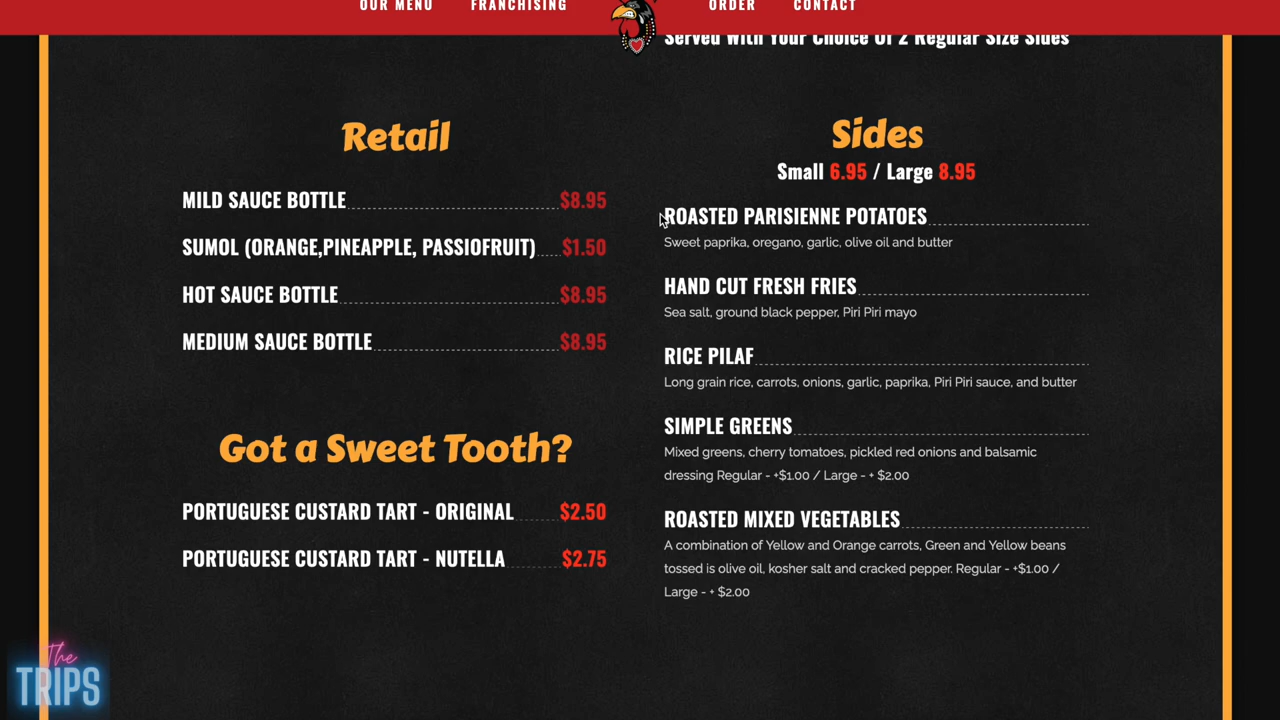 OUR MENU FRANCHISING ORDER CONTACT
Served With Your Choice Of 2 Regular Size Sides
Retail
MILD SAUCE BOTTLE $8.95
SUMOL (ORANGE,PINEAPPLE, PASSIOFRUIT) $1.50
HOT SAUCE BOTTLE $8.95
MEDIUM SAUCE BOTTLE $8.95
Got a Sweet Tooth?
PORTUGUESE CUSTARD TART - ORIGINAL $2.50
PORTUGUESE CUSTARD TART - NUTELLA $2.75
Sides
Small 6.95 / Large 8.95
ROASTED PARISIENNE POTATOES
Sweet paprika, oregano, garlic, olive oil and butter
HAND CUT FRESH FRIES
Sea salt, ground black pepper, Piri Piri mayo
RICE PILAF
Long grain rice, carrots, onions, garlic, paprika, Piri Piri sauce, and butter
SIMPLE GREENS
Mixed greens, cherry tomatoes, pickled red onions and balsamic
dressing Regular - +$1.00 / Large - + $2.00
ROASTED MIXED VEGETABLES
A combination of Yellow and Orange carrots, Green and Yellow beans
tossed is olive oil, kosher salt and cracked pepper. Regular - +$1.00 /
Large - + $2.00
The
TRIPS